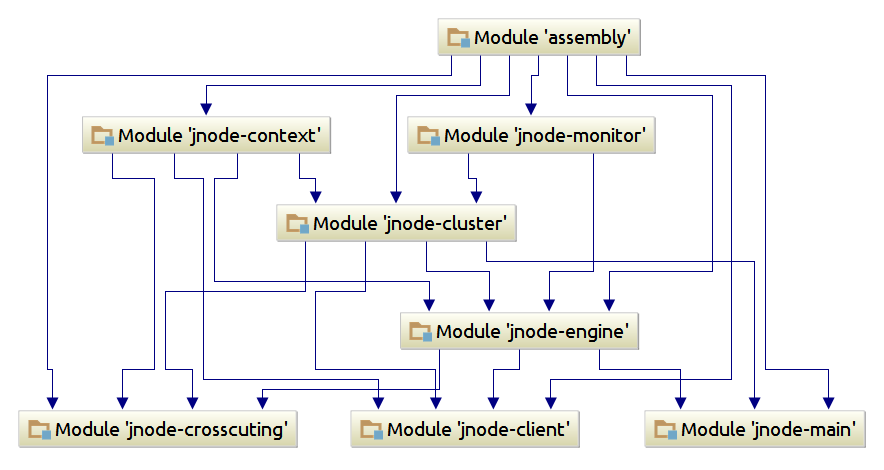 Module 'assembly'
Module 'jnode-context'
Module 'jnode-monitor'
Module 'jnode-cluster'
Module 'jnode-engine'
Module 'jnode-crosscuting'
Module 'jnode-client'
Module 'jnode-main'